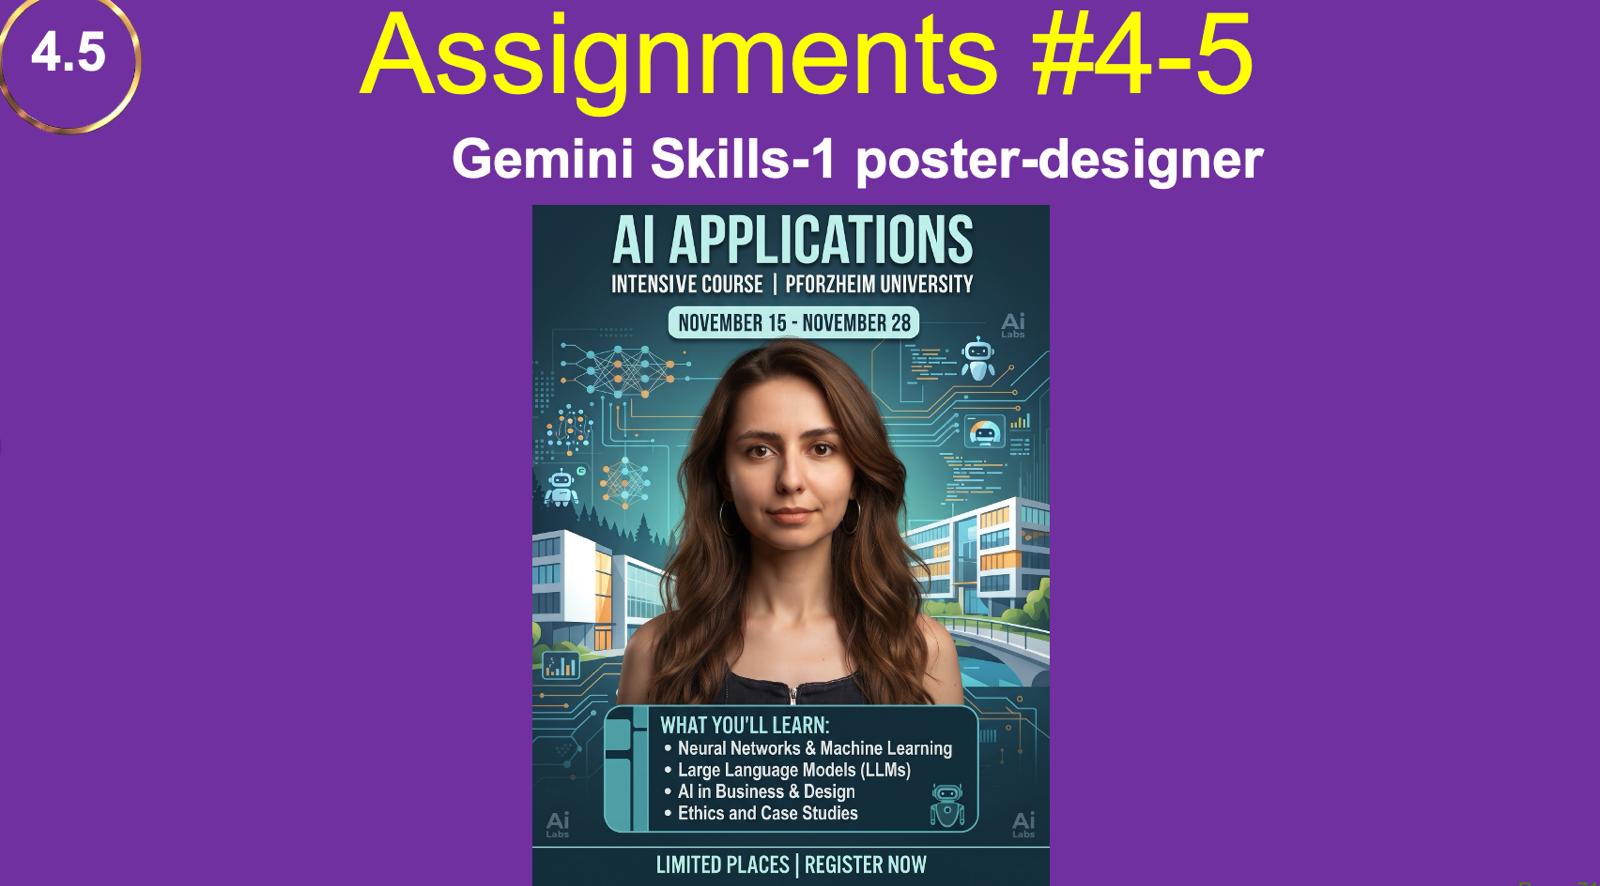 4.5
Assignments #4-5
Gemini Skills-1 poster-designer
AI APPLICATIONS
INTENSIVE COURSE | PFORZHEIM UNIVERSITY
NOVEMBER 15 - NOVEMBER 28
Ai
Labs
WHAT YOU'LL LEARN:
• Neural Networks & Machine Learning
• Large Language Models (LLMs)
• AI in Business & Design
• Ethics and Case Studies
Ai
Labs
Ai
Labs
LIMITED PLACES | REGISTER NOW